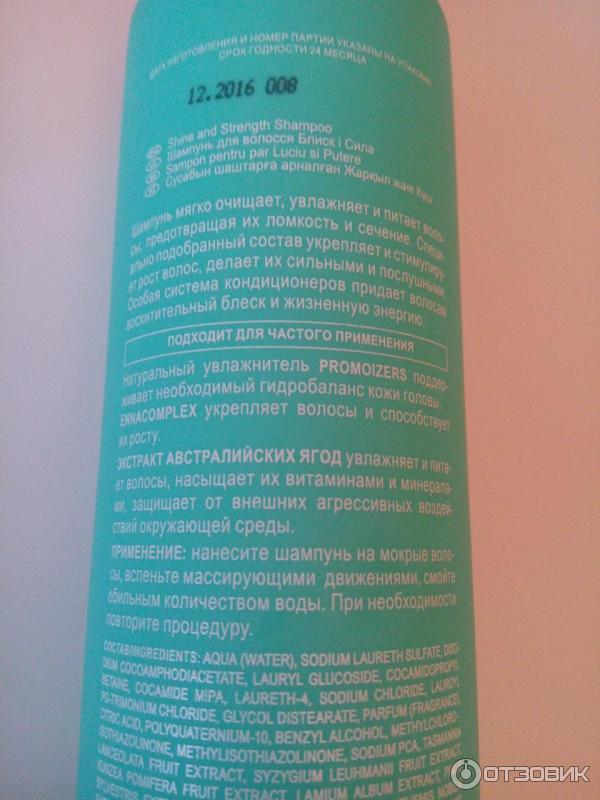 ДАТА ИЗГОТОВЛЕНИЯ И НОМЕР ПАРТИИ УКАЗАНЫ НА УПАКОВКЕ
СРОК ГОДНОСТИ 24 МЕСЯЦА
12.2016 008
Shine and Strength Shampoo
Шампунь для волосся Блиск і Сила
Sampon pentru par Luciu si Putere
Сусабын шаштарға арналған Жарқыл және Күш
Шампунь мягко очищает, увлажняет и питает воло-
сы, предотвращая их ломкость и сечение. Специ-
ально подобранный состав укрепляет и стимулиру-
ет рост волос, делает их сильными и послушными.
Особая система кондиционеров придает волосам
восхитительный блеск и жизненную энергию.
ПОДХОДИТ ДЛЯ ЧАСТОГО ПРИМЕНЕНИЯ
Натуральный увлажнитель PROMOIZERS поддер-
живает необходимый гидробаланс кожи головы.
ENNACOMPLEX укрепляет волосы и способствует
их росту.
ЭКСТРАКТ АВСТРАЛИЙСКИХ ЯГОД увлажняет и пита-
ет волосы, насыщает их витаминами и минерала-
ми, защищает от внешних агрессивных воздей-
ствий окружающей среды.
ПРИМЕНЕНИЕ: нанесите шампунь на мокрые воло-
сы, вспеньте массирующими движениями, смойте
обильным количеством воды. При необходимости
повторите процедуру.
СОСТАВ/INGREDIENTS: AQUA (WATER), SODIUM LAURETH SULFATE, DISO-
DIUM COCOAMPHODIACETATE, LAURYL GLUCOSIDE, COCAMIDOPROPYL
BETAINE, COCAMIDE MIPA, LAURETH-4, SODIUM CHLORIDE, LAUROYL
PG-TRIMONIUM CHLORIDE, GLYCOL DISTEARATE, PARFUM (FRAGRANCE),
CITRIC ACID, POLYQUATERNIUM-10, BENZYL ALCOHOL, METHYLCHLORO-
ISOTHIAZOLINONE, METHYLISOTHIAZOLINONE, SODIUM PCA, TASMANNIA
LANCEOLATA FRUIT EXTRACT, SYZYGIUM LEUHMANII FRUIT EXTRACT,
KUNZEA POMIFERA FRUIT EXTRACT, LAMIUM ALBUM EXTRACT,
SYLVESTRIS
ОТЗОВИК